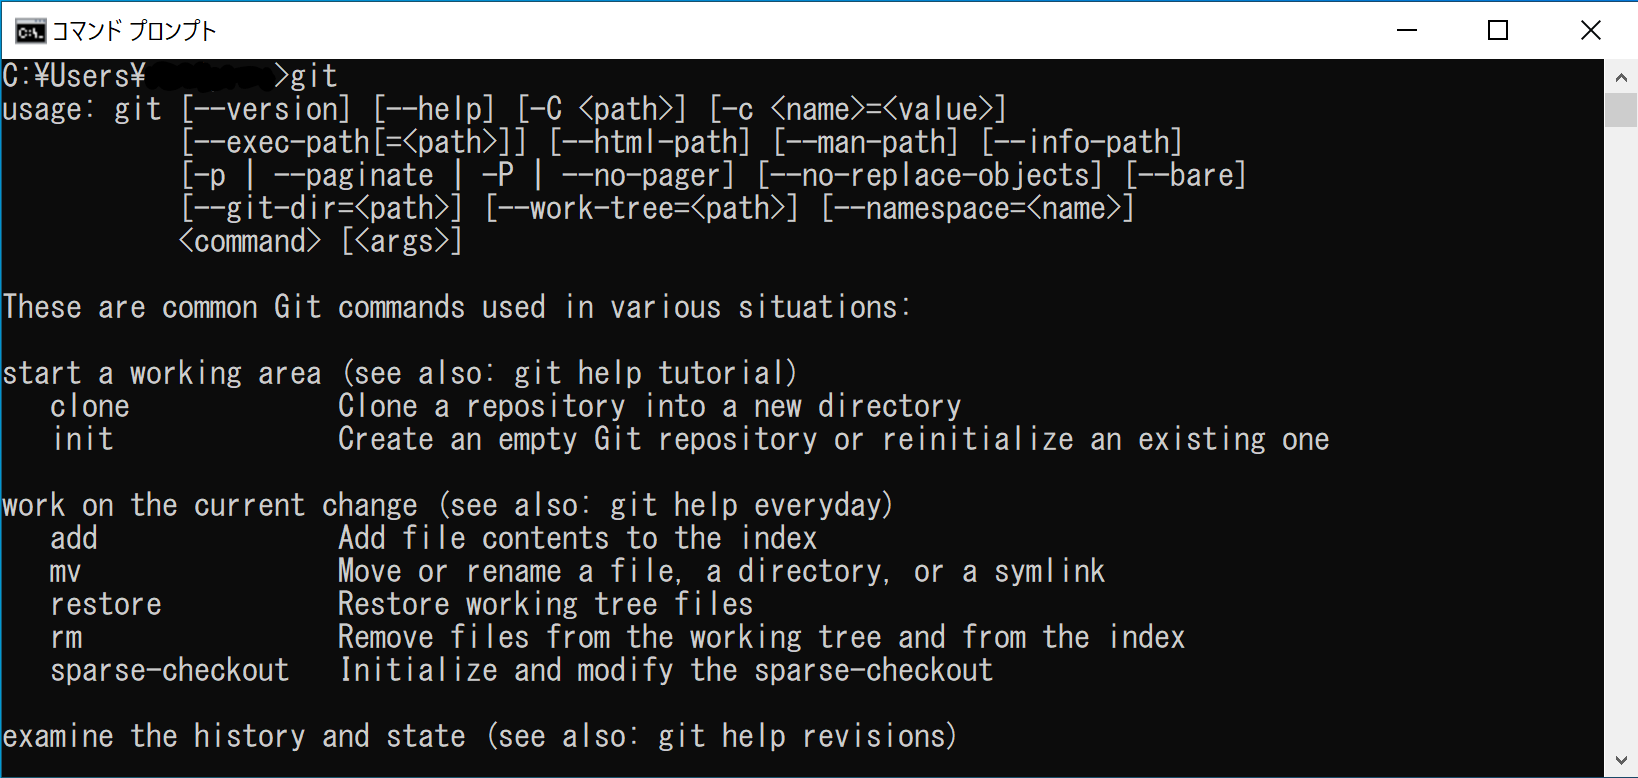 コマンド プロンプト
C:¥Users¥ >git
usage: git [--version] [--help] [-C <path>] [-c <name>=<value>]
           [--exec-path[=<path>]] [--html-path] [--man-path] [--info-path]
           [-p | --paginate | -P | --no-pager] [--no-replace-objects] [--bare]
           [--git-dir=<path>] [--work-tree=<path>] [--namespace=<name>]
           <command> [<args>]

These are common Git commands used in various situations:

start a working area (see also: git help tutorial)
   clone             Clone a repository into a new directory
   init              Create an empty Git repository or reinitialize an existing one

work on the current change (see also: git help everyday)
   add               Add file contents to the index
   mv                Move or rename a file, a directory, or a symlink
   restore           Restore working tree files
   rm                Remove files from the working tree and from the index
   sparse-checkout   Initialize and modify the sparse-checkout

examine the history and state (see also: git help revisions)